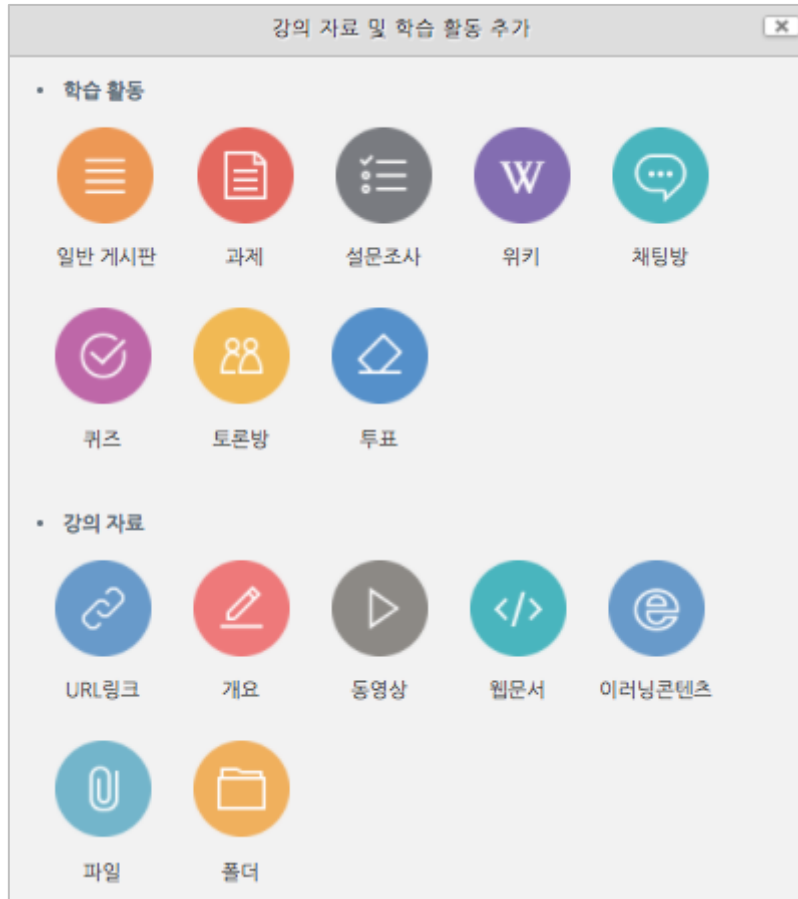 강의 자료 및 학습 활동 추가
• 학습 활동
W
일반 게시판 과제 설문조사 위키 채팅방
퀴즈 토론방 투표
• 강의 자료
</> e
URL링크 개요 동영상 웹문서 이러닝콘텐츠
파일 폴더